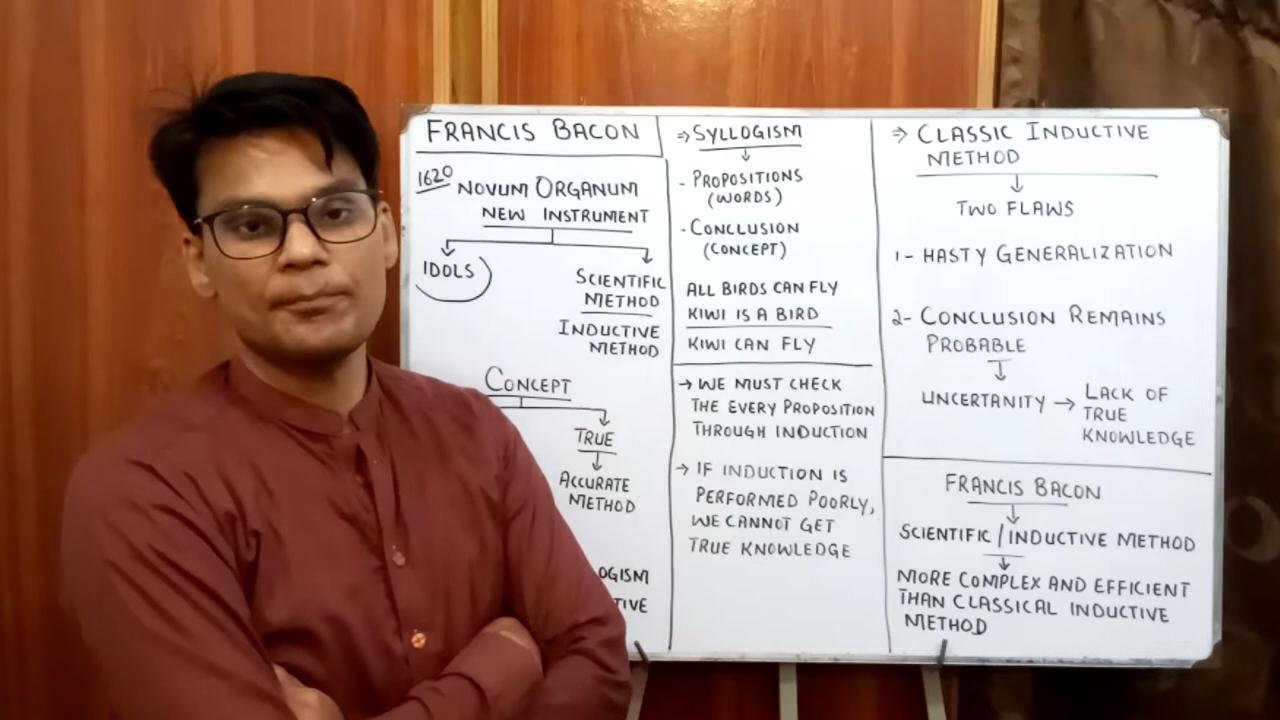 FRANCIS BACON
1620
NOVUM ORGANUM
NEW INSTRUMENT
IDOLS
SCIENTIFIC
METHOD
INDUCTIVE
METHOD
CONCEPT
TRUE
ACCURATE
METHOD
OGISM
TIVE
⇒ SYLLOGISM
- PROPOSITIONS
(WORDS)
- CONCLUSION
(CONCEPT)
ALL BIRDS CAN FLY
KIWI IS A BIRD
KIWI CAN FLY
→ WE MUST CHECK
THE EVERY PROPOSITION
THROUGH INDUCTION
→ IF INDUCTION IS
PERFORMED POORLY,
WE CANNOT GET
TRUE KNOWLEDGE
⇒ CLASSIC INDUCTIVE
METHOD
TWO FLAWS
1- HASTY GENERALIZATION
2- CONCLUSION REMAINS
PROBABLE
UNCERTANITY → LACK OF
TRUE
KNOWLEDGE
FRANCIS BACON
SCIENTIFIC/INDUCTIVE METHOD
MORE COMPLEX AND EFFICIENT
THAN CLASSICAL INDUCTIVE
METHOD